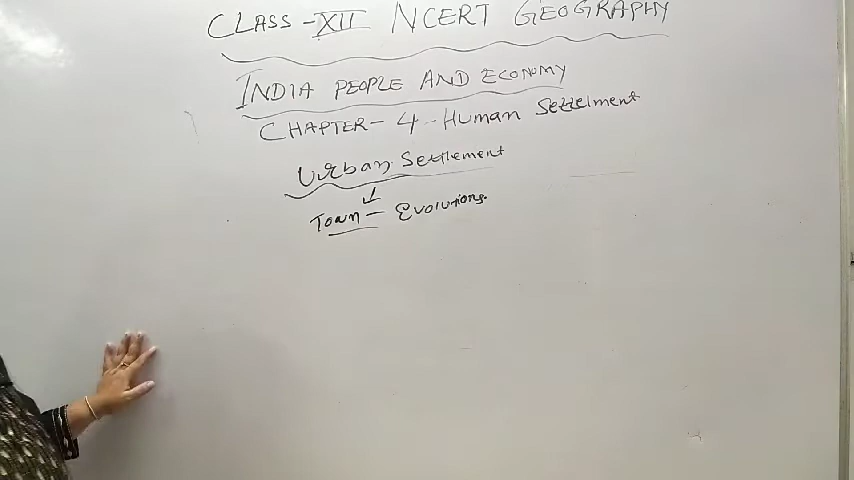 CLASS - XII NCERT GEOGRAPHY
INDIA PEOPLE AND ECONOMY
CHAPTER - 4 - Human Settelment
Urban Settlement
Town - Evolutions.